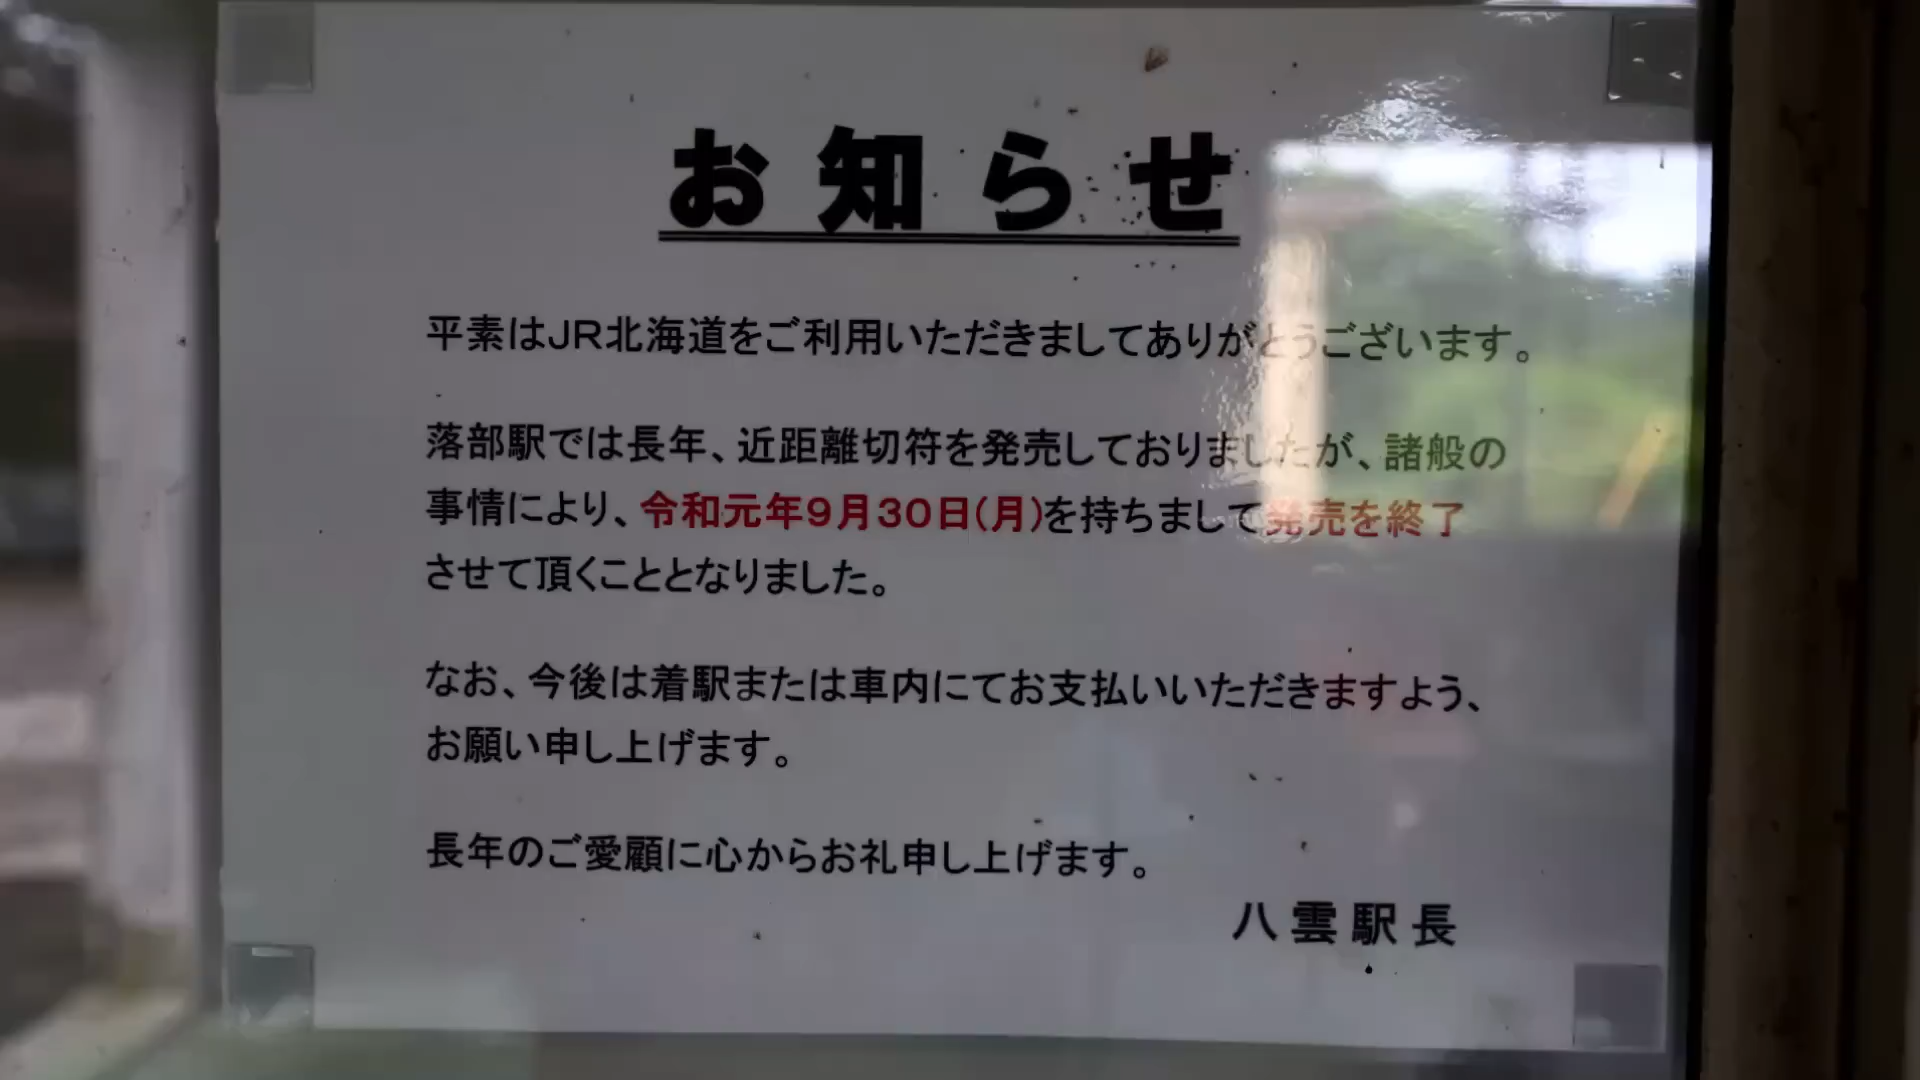 お知らせ
平素はJR北海道をご利用いただきましてありがとうございます。
落部駅では長年、近距離切符を発売しておりましたが、諸般の
事情により、令和元年9月30日(月)を持ちまして発売を終了
させて頂くこととなりました。
なお、今後は着駅または車内にてお支払いいただきますよう、
お願い申し上げます。
長年のご愛顧に心からお礼申し上げます。
八雲駅長